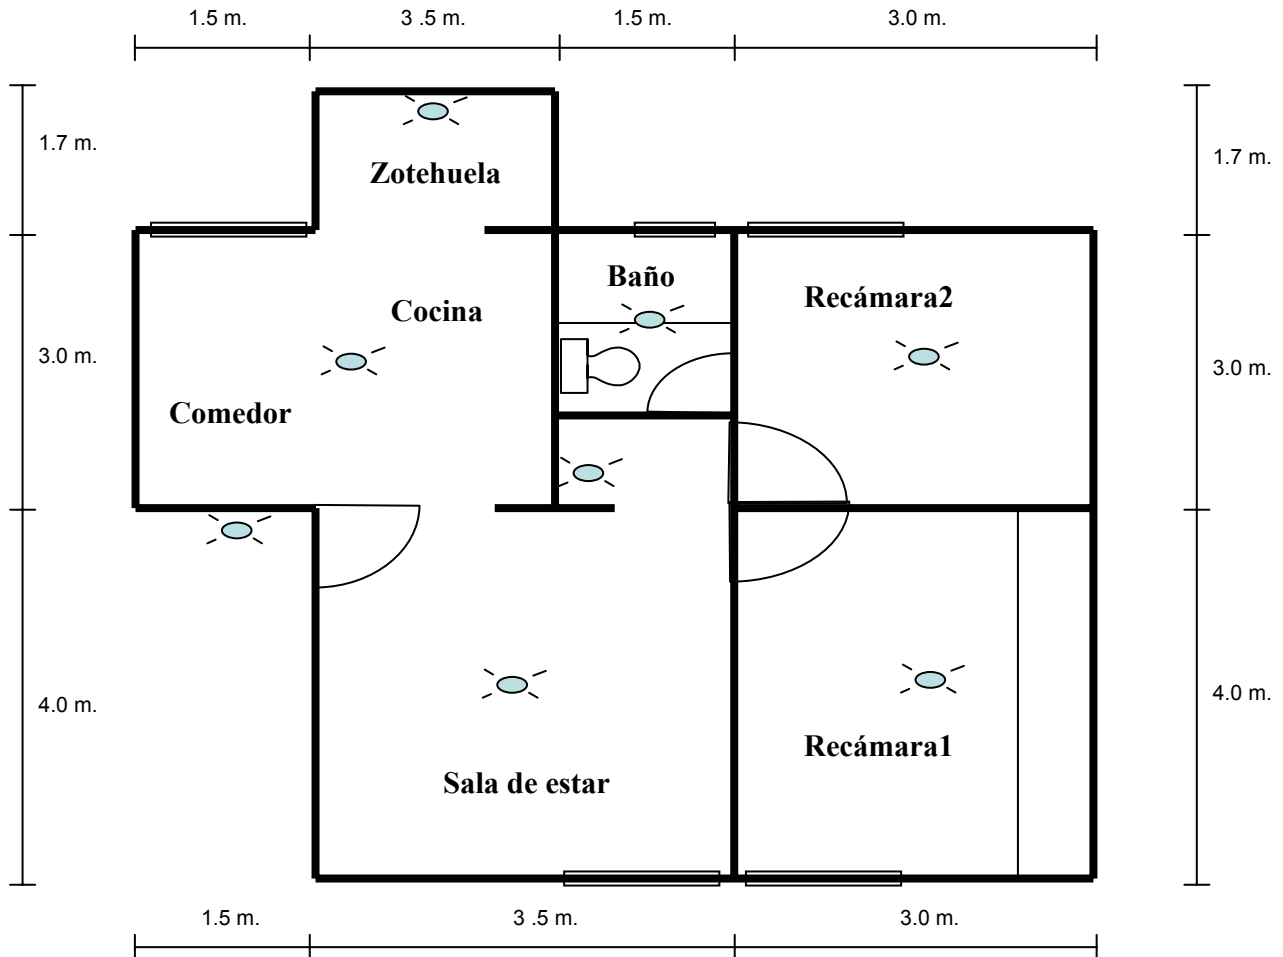 1.5 m.
3 .5 m.
1.5 m.
3.0 m.
1.7 m.
1.7 m.
Zotehuela
Baño
Recámara2
Cocina
3.0 m.
3.0 m.
Comedor
4.0 m.
4.0 m.
Recámara1
Sala de estar
1.5 m.
3 .5 m.
3.0 m.